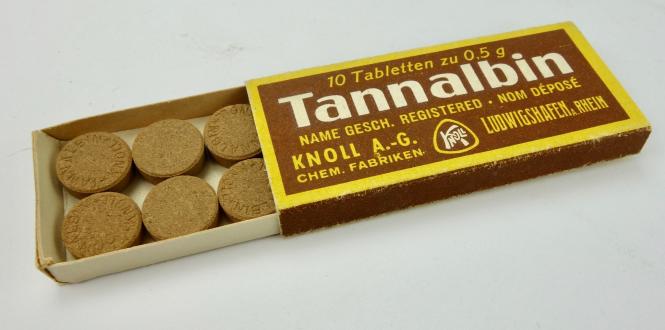 10 Tabletten zu 0,5 g
Tannalbin
NAME GESCH. REGISTERED · NOM DÉPOSÉ
KNOLL A.-G.
CHEM. FABRIKEN.
KNOLL
LUDWIGSHAFEN a. RHEIN